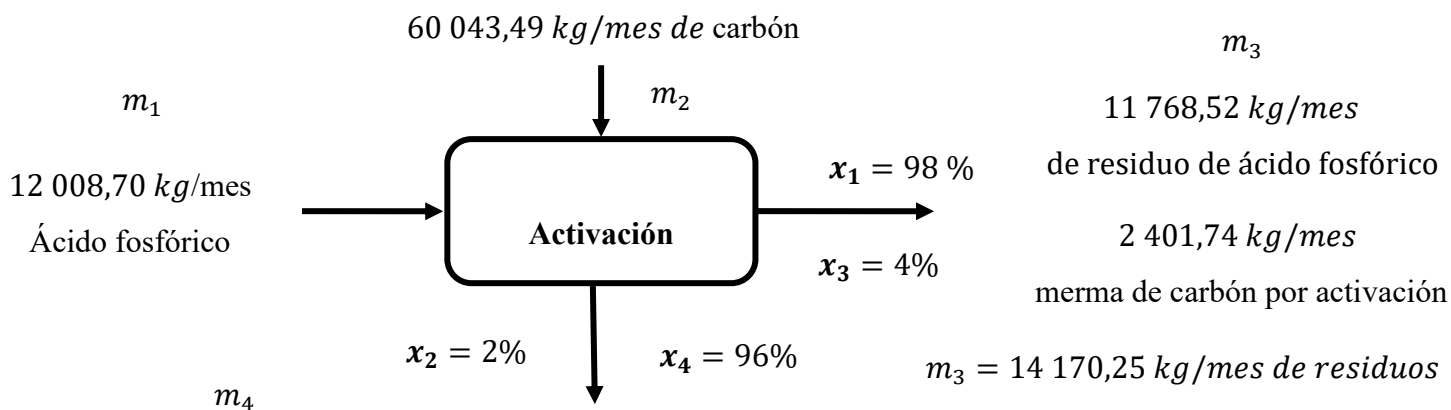 60 043,49 kg/mes de carbón
m₃
m₁
m₂
11 768,52 kg/mes
de residuo de ácido fosfórico
12 008,70 kg/mes
Ácido fosfórico
x₁ = 98 %
Activación
x₃ = 4%
2 401,74 kg/mes
merma de carbón por activación
x₂ = 2%
x₄ = 96%
m₃ = 14 170,25 kg/mes de residuos
m₄